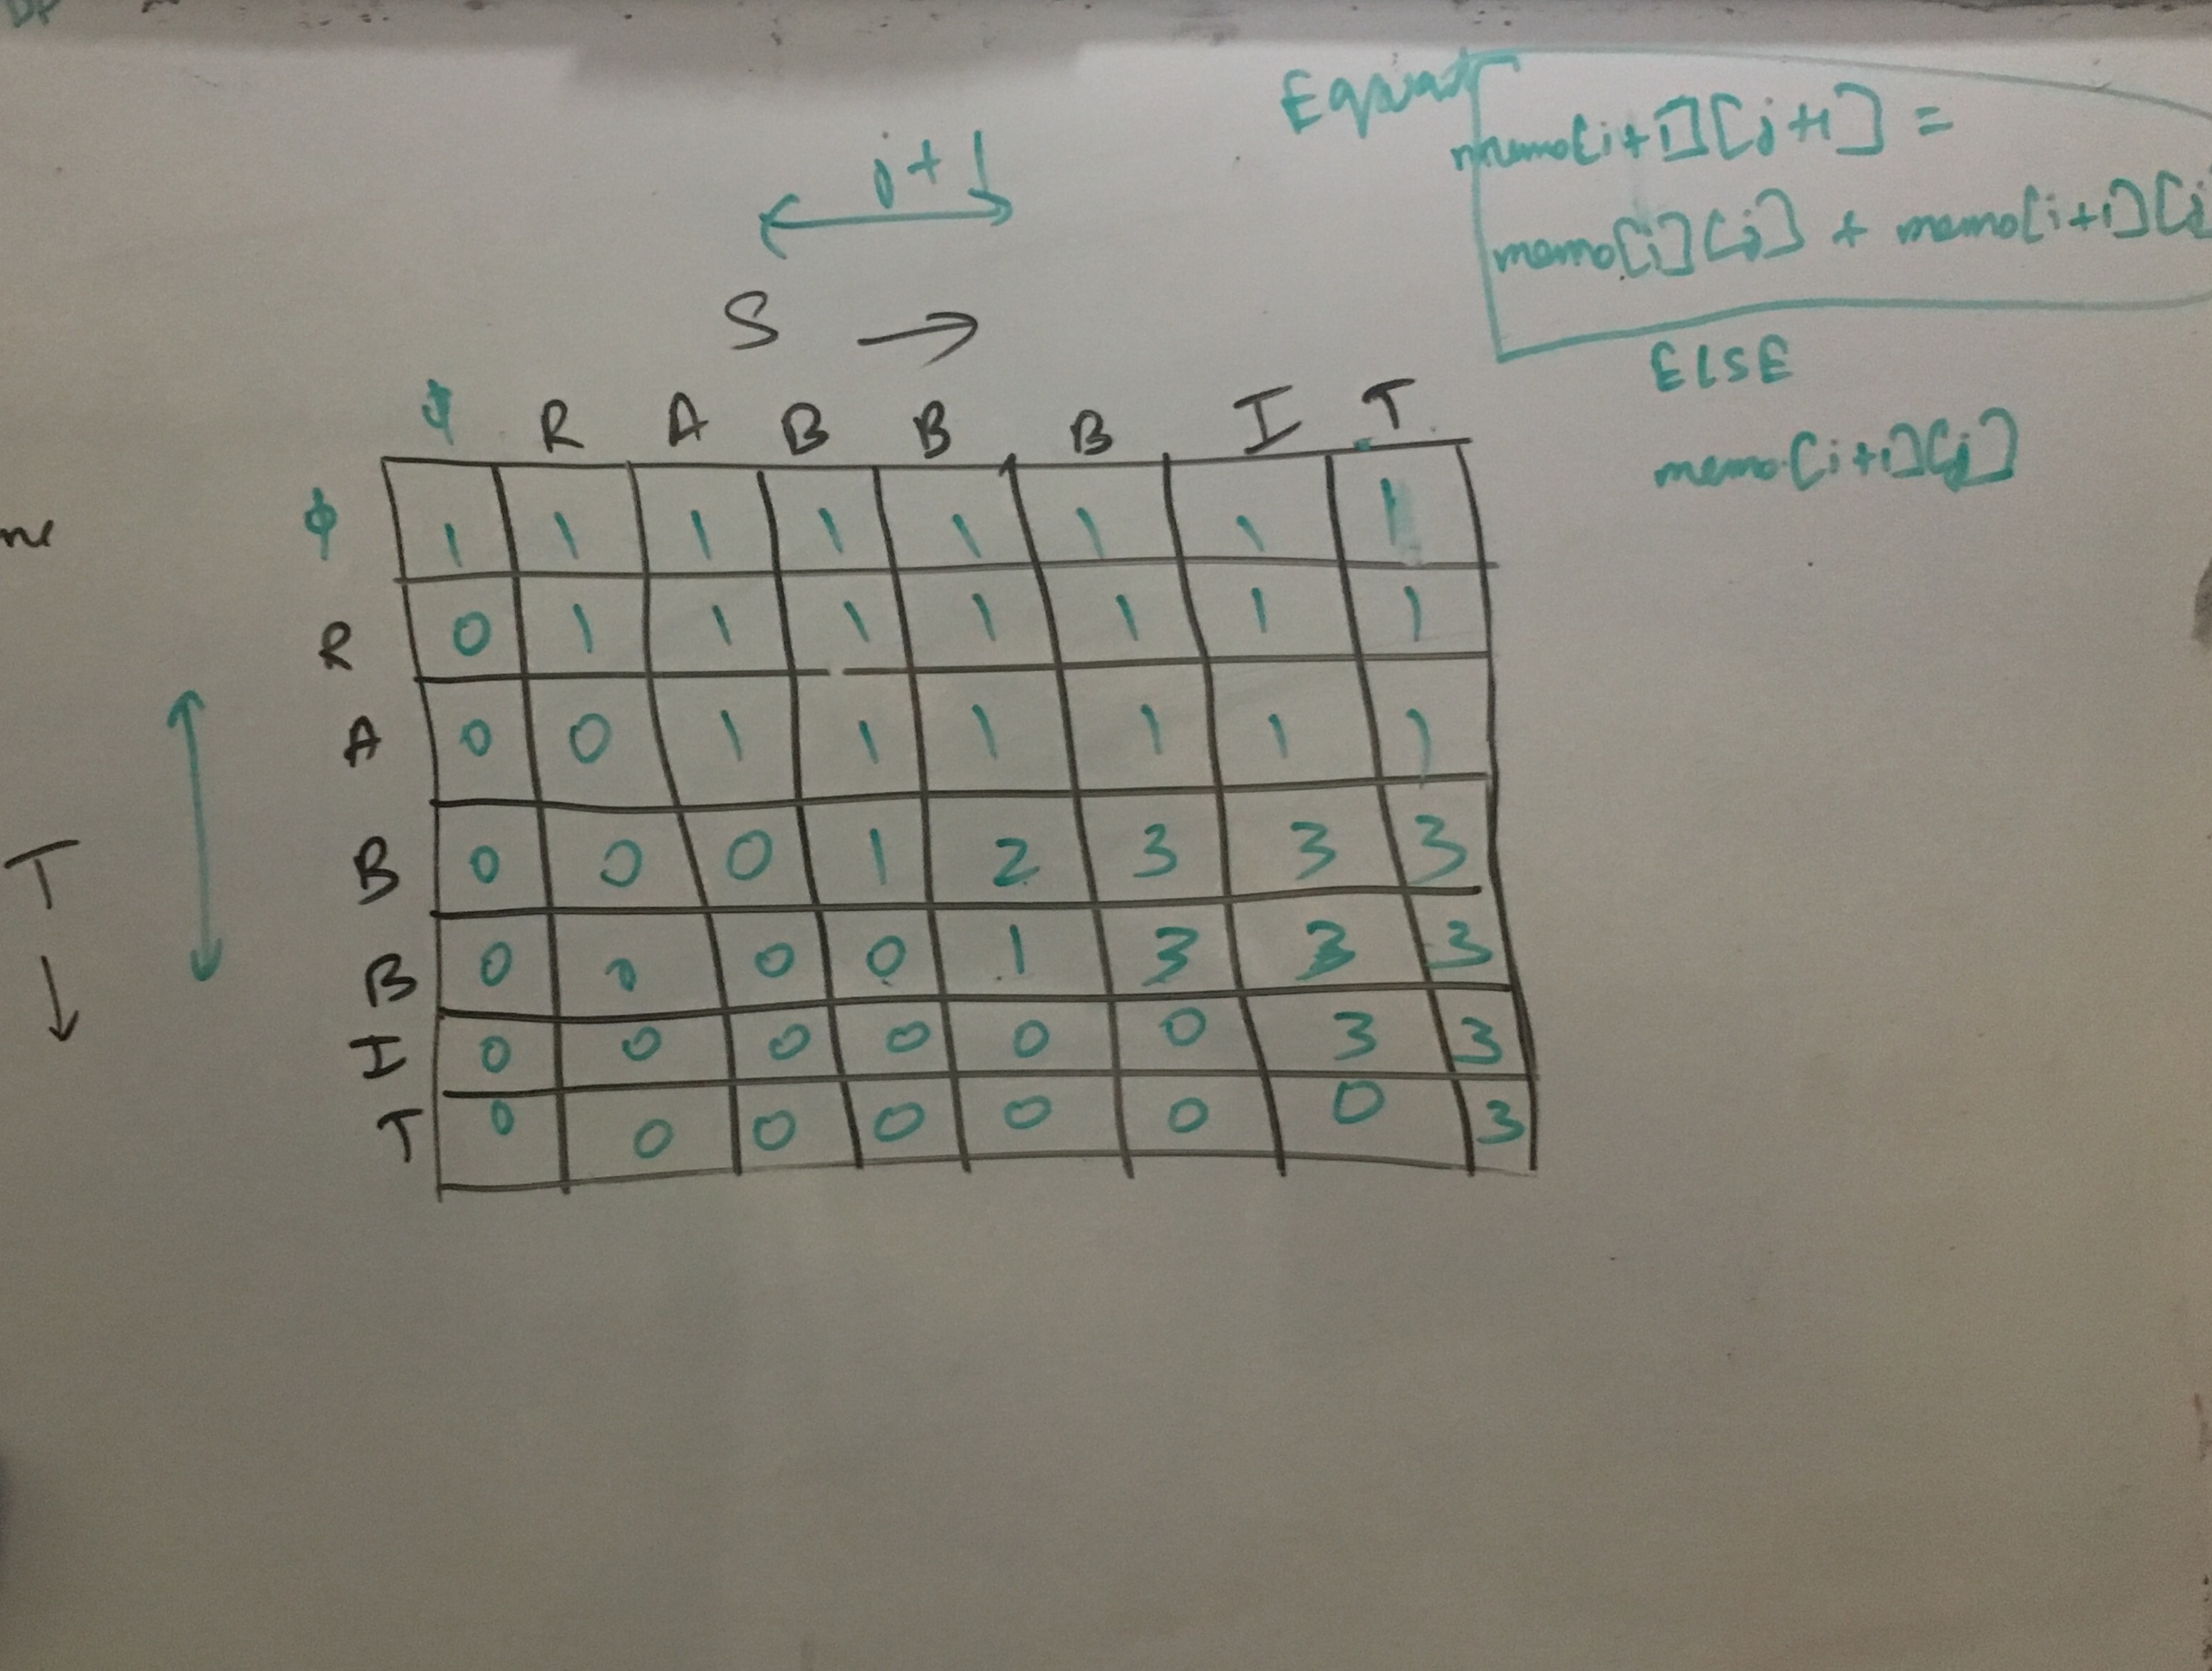 DP
Equal
memo[i+1][j+1] =
memo[i][j] + memo[i+1][j
ELSE
memo[i+1][j]
j+1
S →
ϕ R A B B B I T
ϕ 1 1 1 1 1 1 1 1
R 0 1 1 1 1 1 1 1
A 0 0 1 1 1 1 1 1
B 0 0 0 1 2 3 3 3
B 0 0 0 0 1 3 3 3
I 0 0 0 0 0 0 3 3
T 0 0 0 0 0 0 0 3
T
↓